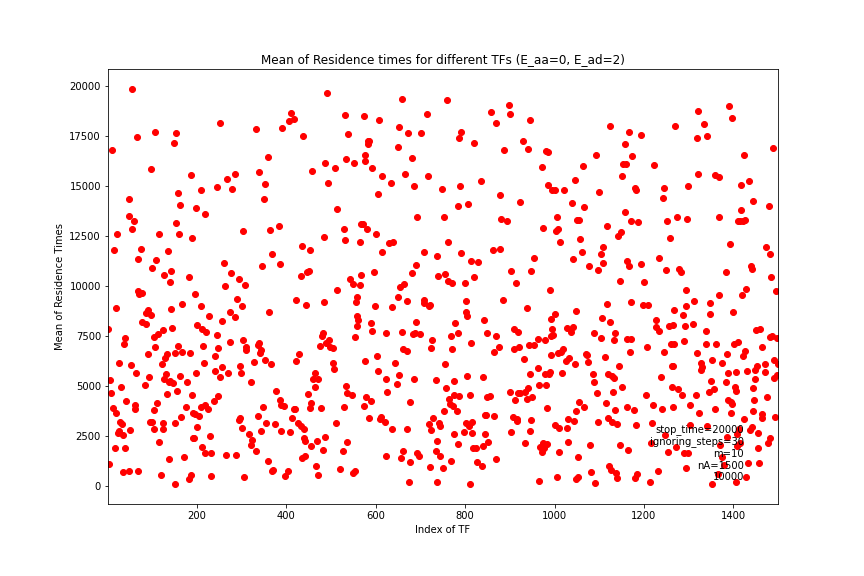 Mean of Residence times for different TFs (E_aa=0, E_ad=2)
20000
17500
15000
12500
10000
7500
5000
2500
0
Mean of Residence Times
stop_time=20000
ignoring_steps=30
m=10
nA=1500
10000
200
400
600
800
1000
1200
1400
Index of TF